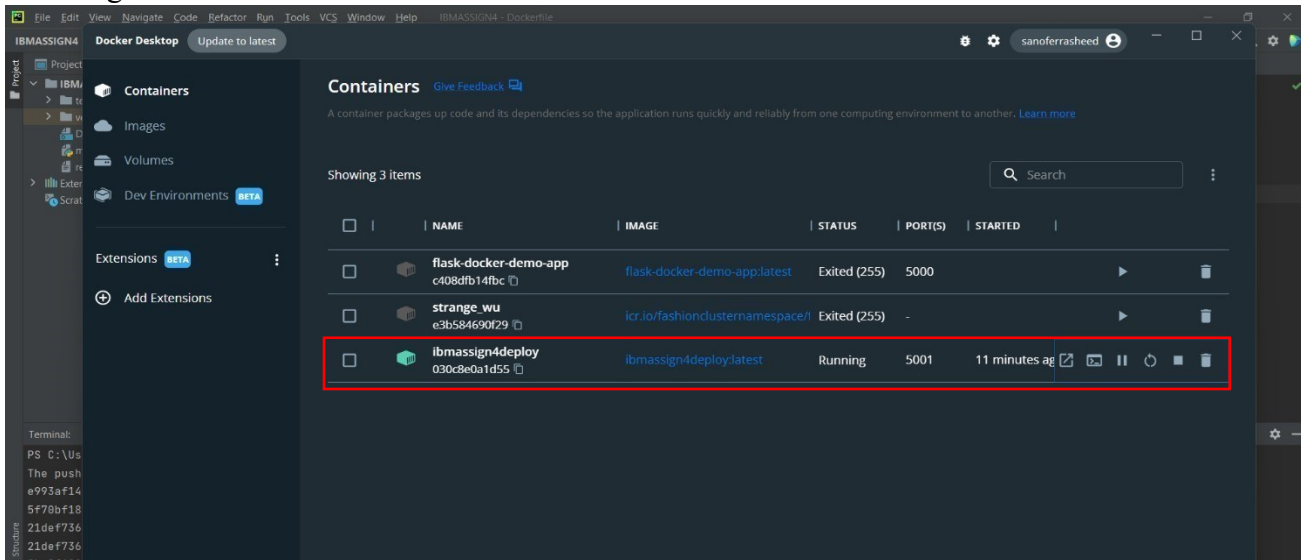 File Edit View Navigate Code Refactor Run Tools VCS Window Help IBMASSIGN4 - Dockerfile
IBMASSIGN4 Docker Desktop Update to latest sanoferrasheed
Project
Project
Containers
Containers Give Feedback
A container packages up code and its dependencies so the application runs quickly and reliably from one computing environment to another. Learn more
Images
Volumes
Showing 3 items
Search
Dev Environments BETA
NAME IMAGE STATUS PORT(S) STARTED
Extensions BETA
flask-docker-demo-app flask-docker-demo-app:latest Exited (255) 5000
c408dfb14fbc
Add Extensions
strange_wu icr.io/fashionclusternamespace/ Exited (255) -
e3b584690f29
ibmassign4deploy ibmassign4deploy:latest Running 5001 11 minutes ag
030c8e0a1d55
Terminal:
PS C:\Us
The push
e993af14
5f70bf18
21def736
21def736
Structure